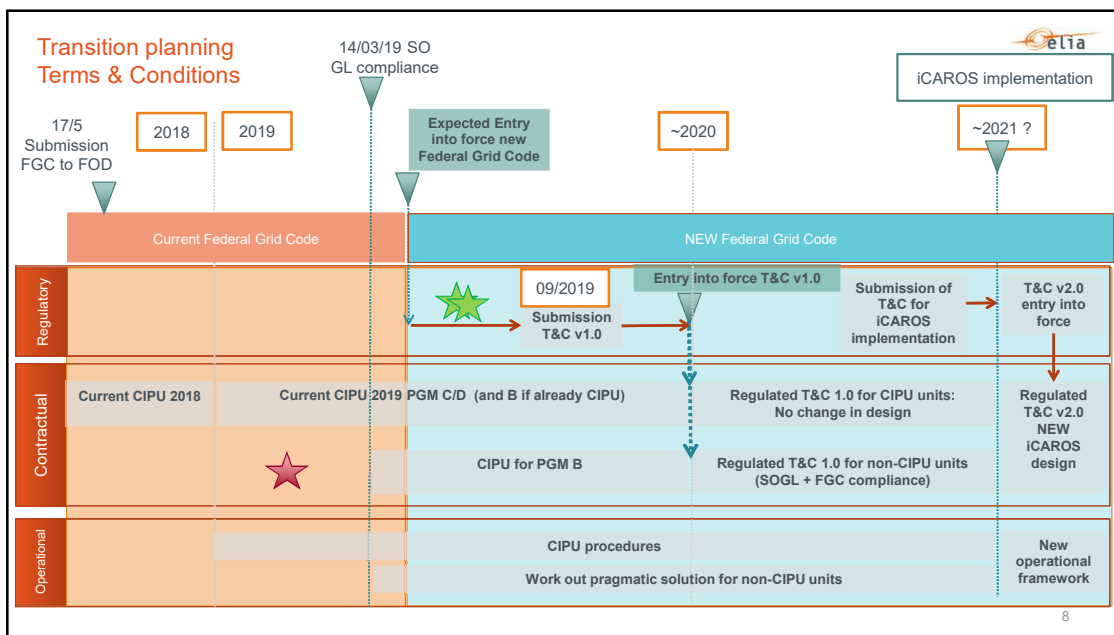 Transition planning
Terms & Conditions
14/03/19 SO
GL compliance
elia
iCAROS implementation
17/5
Submission
FGC to FOD
2018
2019
Expected Entry
into force new
Federal Grid Code
~2020
~2021 ?
Current Federal Grid Code
NEW Federal Grid Code
Regulatory
09/2019
Submission
T&C v1.0
Entry into force T&C v1.0
Submission of
T&C for
iCAROS
implementation
T&C v2.0
entry into
force
Contractual
Current CIPU 2018
Current CIPU 2019 PGM C/D (and B if already CIPU)
Regulated T&C 1.0 for CIPU units:
No change in design
Regulated
T&C v2.0
NEW
iCAROS
design
CIPU for PGM B
Regulated T&C 1.0 for non-CIPU units
(SOGL + FGC compliance)
Operational
CIPU procedures
Work out pragmatic solution for non-CIPU units
New
operational
framework
8